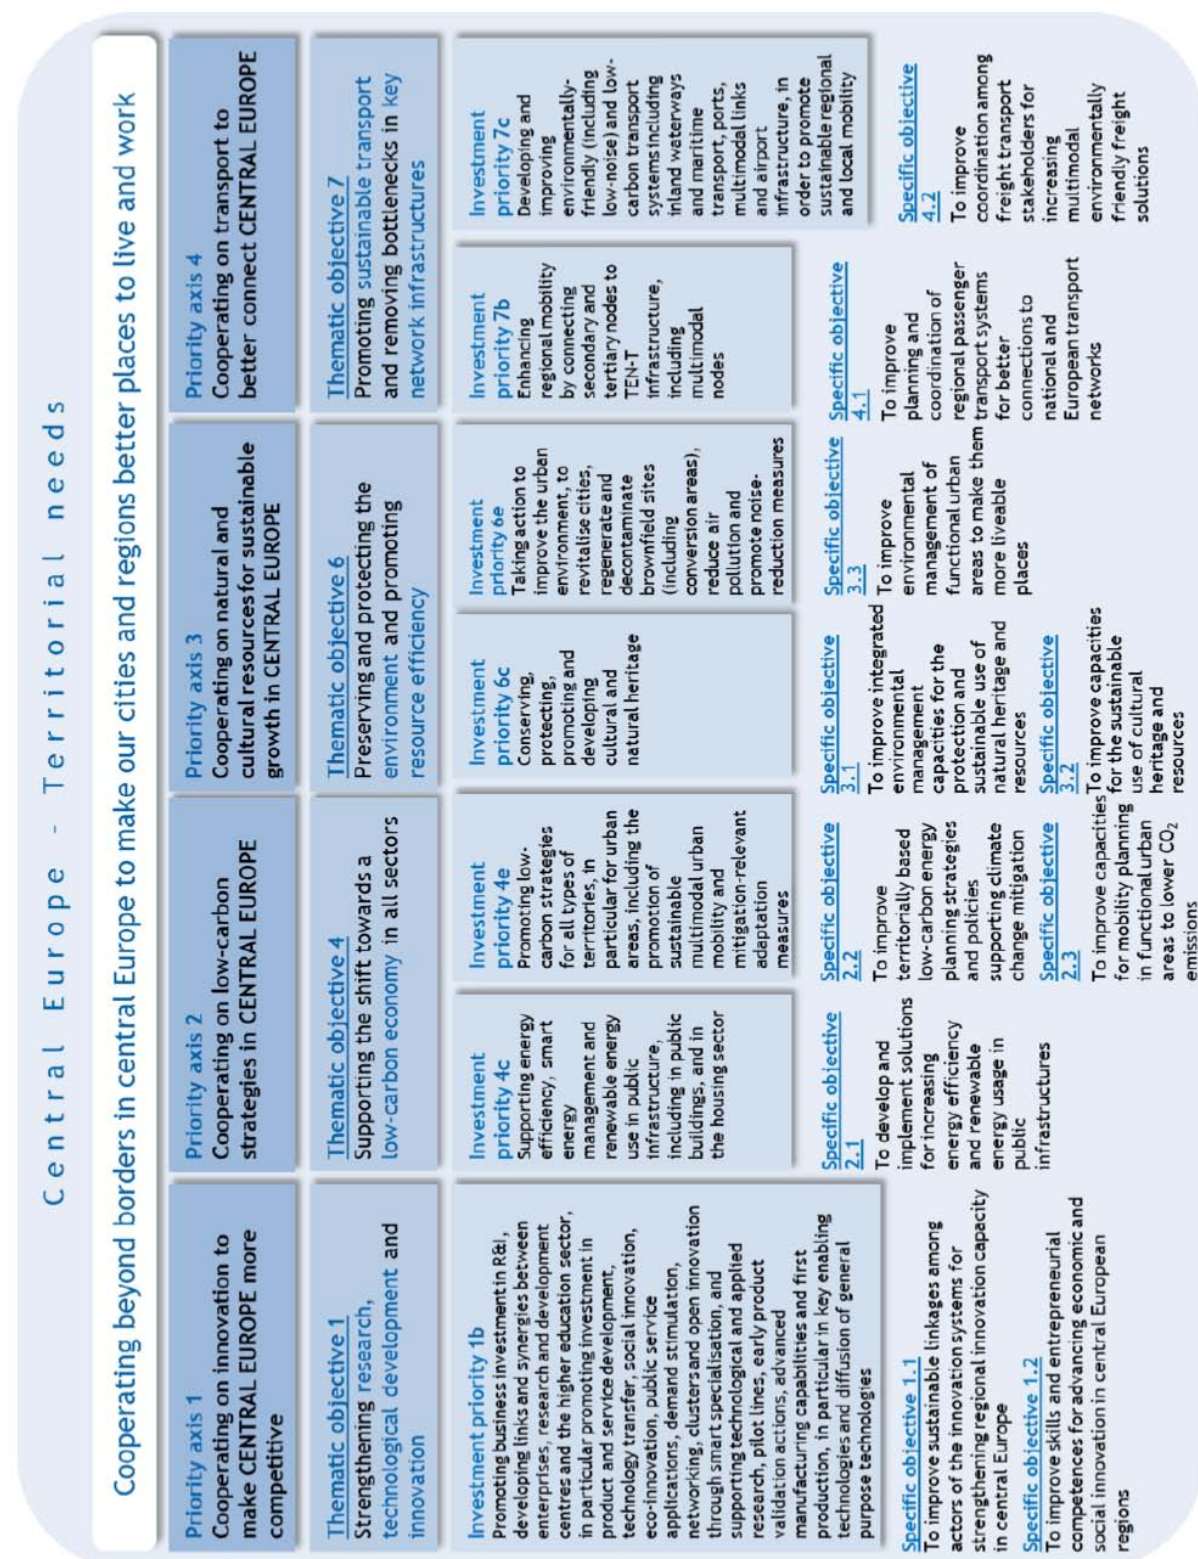 Central Europe - Territorial needs
Cooperating beyond borders in central Europe to make our cities and regions better places to live and work
Priority axis 1
Cooperating on innovation to
make CENTRAL EUROPE more
competitive
Priority axis 2
Cooperating on low-carbon
strategies in CENTRAL EUROPE
Priority axis 3
Cooperating on natural and
cultural resources for sustainable
growth in CENTRAL EUROPE
Priority axis 4
Cooperating on transport to
better connect CENTRAL EUROPE
Thematic objective 1
Strengthening research,
technological development and
innovation
Thematic objective 4
Supporting the shift towards a
low-carbon economy in all sectors
Thematic objective 6
Preserving and protecting the
environment and promoting
resource efficiency
Thematic objective 7
Promoting sustainable transport
and removing bottlenecks in key
network infrastructures
Investment priority 1b
Promoting business investment in R&I,
developing links and synergies between
enterprises, research and development
centres and the higher education sector,
in particular promoting investment in
product and service development,
technology transfer, social innovation,
eco-innovation, public service
applications, demand stimulation,
networking, clusters and open innovation
through smart specialisation, and
supporting technological and applied
research, pilot lines, early product
validation actions, advanced
manufacturing capabilities and first
production, in particular in key enabling
technologies and diffusion of general
purpose technologies
Investment
priority 4c
Supporting energy
efficiency, smart
energy
management and
renewable energy
use in public
infrastructure,
including in public
buildings, and in
the housing sector
Investment
priority 4e
Promoting low-
carbon strategies
for all types of
territories, in
particular for urban
areas, including the
promotion of
sustainable
multimodal urban
mobility and
mitigation-relevant
adaptation
measures
Investment
priority 6c
Conserving,
protecting,
promoting and
developing
cultural and
natural heritage
Investment
priority 6e
Taking action to
improve the urban
environment, to
revitalise cities,
regenerate and
decontaminate
brownfield sites
(including
conversion areas),
reduce air
pollution and
promote noise-
reduction measures
Investment
priority 7b
Enhancing
regional mobility
by connecting
secondary and
tertiary nodes to
TEN-T
infrastructure,
including
multimodal
nodes
Investment
priority 7c
Developing and
improving
environmentally-
friendly (including
low-noise) and low-
carbon transport
systems including
inland waterways
and maritime
transport, ports,
multimodal links
and airport
infrastructure, in
order to promote
sustainable regional
and local mobility
Specific objective 1.1
To improve sustainable linkages among
actors of the innovation systems for
strengthening regional innovation capacity
in central Europe
Specific objective 1.2
To improve skills and entrepreneurial
competences for advancing economic and
social innovation in central European
regions
Specific objective
2.1
To develop and
implement solutions
for increasing
energy efficiency
and renewable
energy usage in
public
infrastructures
Specific objective
2.2
To improve
territorially based
low-carbon energy
planning strategies
and policies
supporting climate
change mitigation
Specific objective
2.3
To improve capacities
for mobility planning
in functional urban
areas to lower CO₂
emissions
Specific objective
3.1
To improve integrated
environmental
management
capacities for the
protection and
sustainable use of
natural heritage and
resources
Specific objective
3.2
To improve capacities
for the sustainable
use of cultural
heritage and
resources
Specific objective
3.3
To improve
environmental
management of
functional urban
areas to make them
more liveable
places
Specific objective
4.1
To improve
planning and
coordination of
regional passenger
transport systems
for better
connections to
national and
European transport
networks
Specific objective
4.2
To improve
coordination among
freight transport
stakeholders for
increasing
multimodal
environmentally
friendly freight
solutions